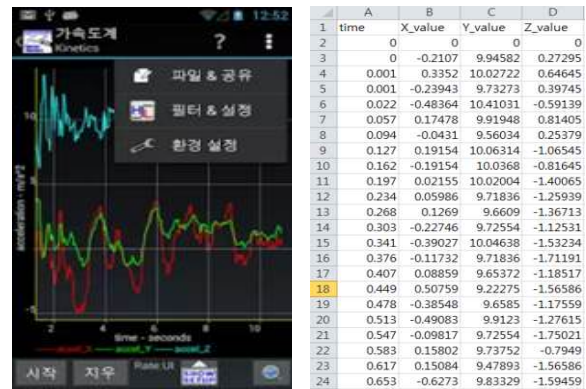 12:52
가속도계
Kinetics
?
파일 & 공유
필터 & 설정
환경 설정
10
5
-5
acceleration - m/s^2
2 4 6 8 10
time - seconds
accel_X accel_Y accel_Z
시작 지우 Rate:UI SHOW SETUP
A B C D
1 time X_value Y_value Z_value
2 0 0 0 0
3 0 -0.2107 9.94582 0.27295
4 0.001 0.3352 10.02722 0.64645
5 0.001 -0.23943 9.73273 0.39745
6 0.022 -0.48364 10.41031 -0.59139
7 0.057 0.17478 9.91948 0.81405
8 0.094 -0.0431 9.56034 0.25379
9 0.127 0.19154 10.06314 -1.06545
10 0.162 -0.19154 10.0368 -0.81645
11 0.197 0.02155 10.02004 -1.40065
12 0.234 0.05986 9.71836 -1.25939
13 0.268 0.1269 9.6609 -1.36713
14 0.303 -0.22746 9.72554 -1.12531
15 0.341 -0.39027 10.04638 -1.53234
16 0.376 -0.11732 9.71836 -1.71191
17 0.407 0.08859 9.65372 -1.18517
18 0.449 0.50759 9.22275 -1.56586
19 0.478 -0.38548 9.6585 -1.17559
20 0.513 -0.49083 9.9123 -1.27615
21 0.547 -0.09817 9.72554 -1.75021
22 0.583 0.15802 9.73752 -0.7949
23 0.617 0.15084 9.47893 -1.56586
24 0.653 -0.6273 9.83329 -1.5945